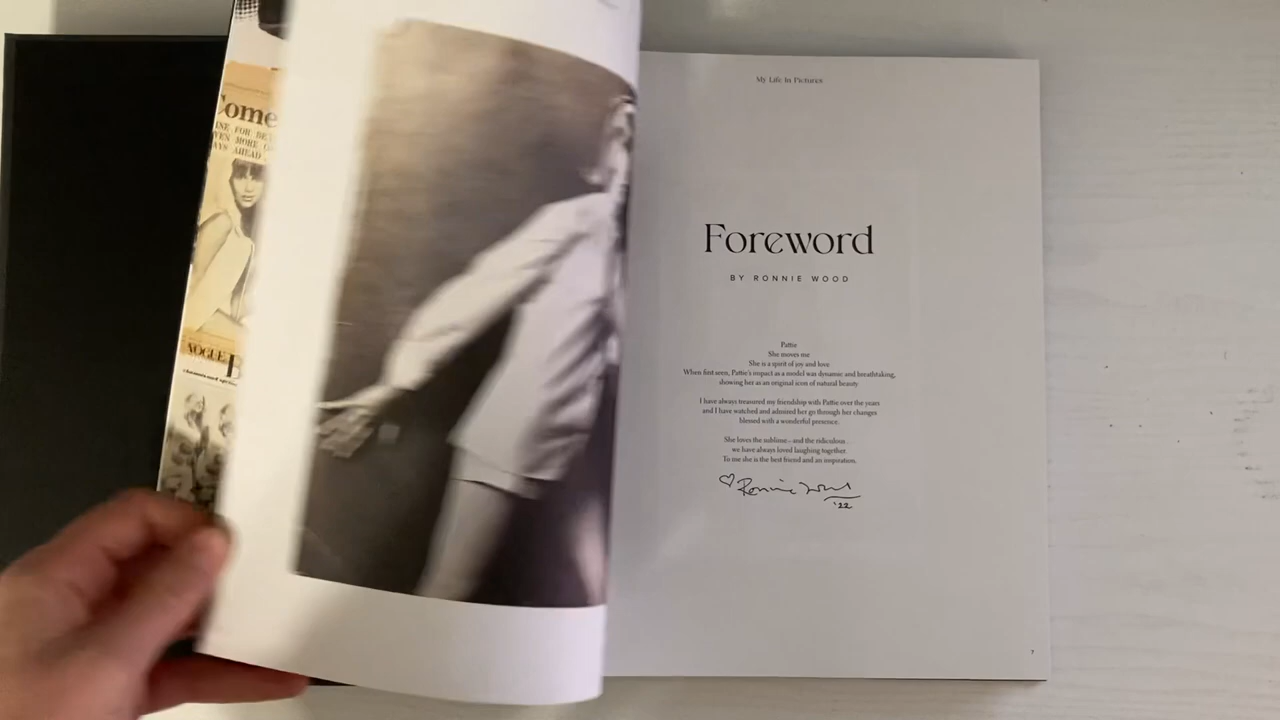 Come
VOGUE
My Life In Pictures
Foreword
BY RONNIE WOOD
Pattie
She moves me
She is a spirit of joy and love
When first seen, Pattie's impact as a model was dynamic and breathtaking,
showing her as an original icon of natural beauty
I have always treasured my friendship with Pattie over the years
and I have watched and admired her go through her changes
blessed with a wonderful presence.
She loves the sublime – and the ridiculous
we have always loved laughing together.
To me she is the best friend and an inspiration.
Ronnie Wood
'22
7